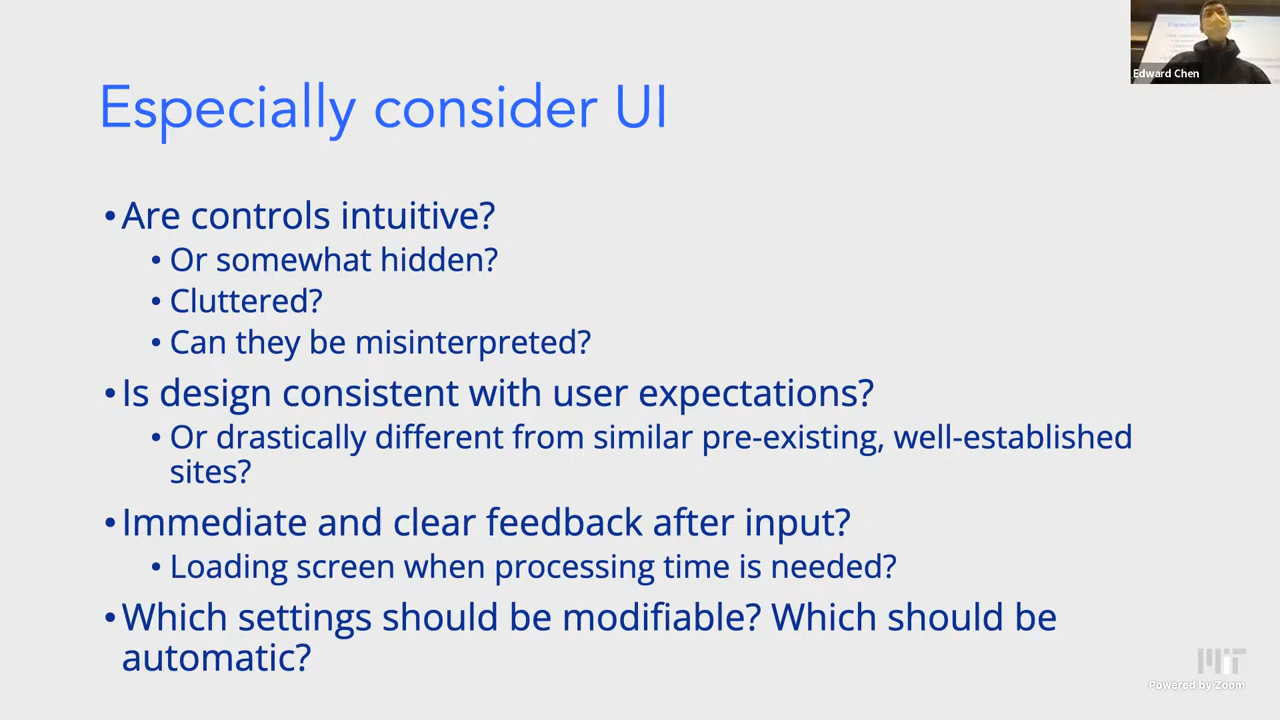 Especially consider UI
Edward Chen
•Are controls intuitive?
• Or somewhat hidden?
• Cluttered?
• Can they be misinterpreted?
•Is design consistent with user expectations?
• Or drastically different from similar pre-existing, well-established
sites?
•Immediate and clear feedback after input?
• Loading screen when processing time is needed?
•Which settings should be modifiable? Which should be
automatic?
MIT
Powered by Zoom